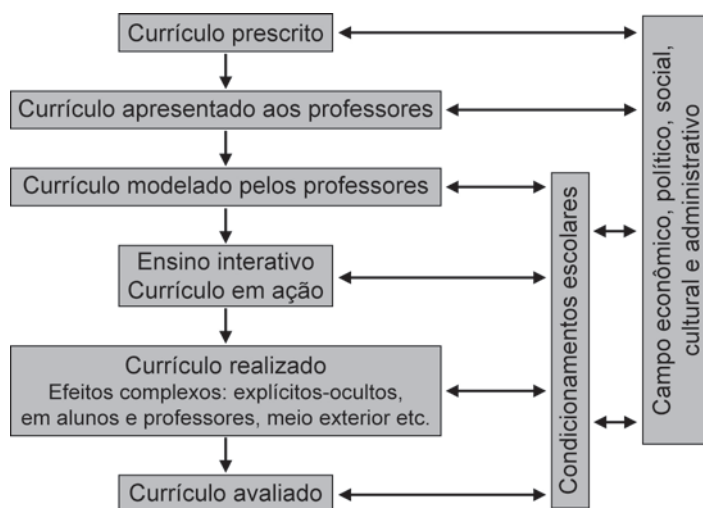 Currículo prescrito
Currículo apresentado aos professores
Currículo modelado pelos professores
Ensino interativo
Currículo em ação
Currículo realizado
Efeitos complexos: explícitos-ocultos,
em alunos e professores, meio exterior etc.
Currículo avaliado
Condicionamentos escolares
Campo econômico, político, social,
cultural e administrativo